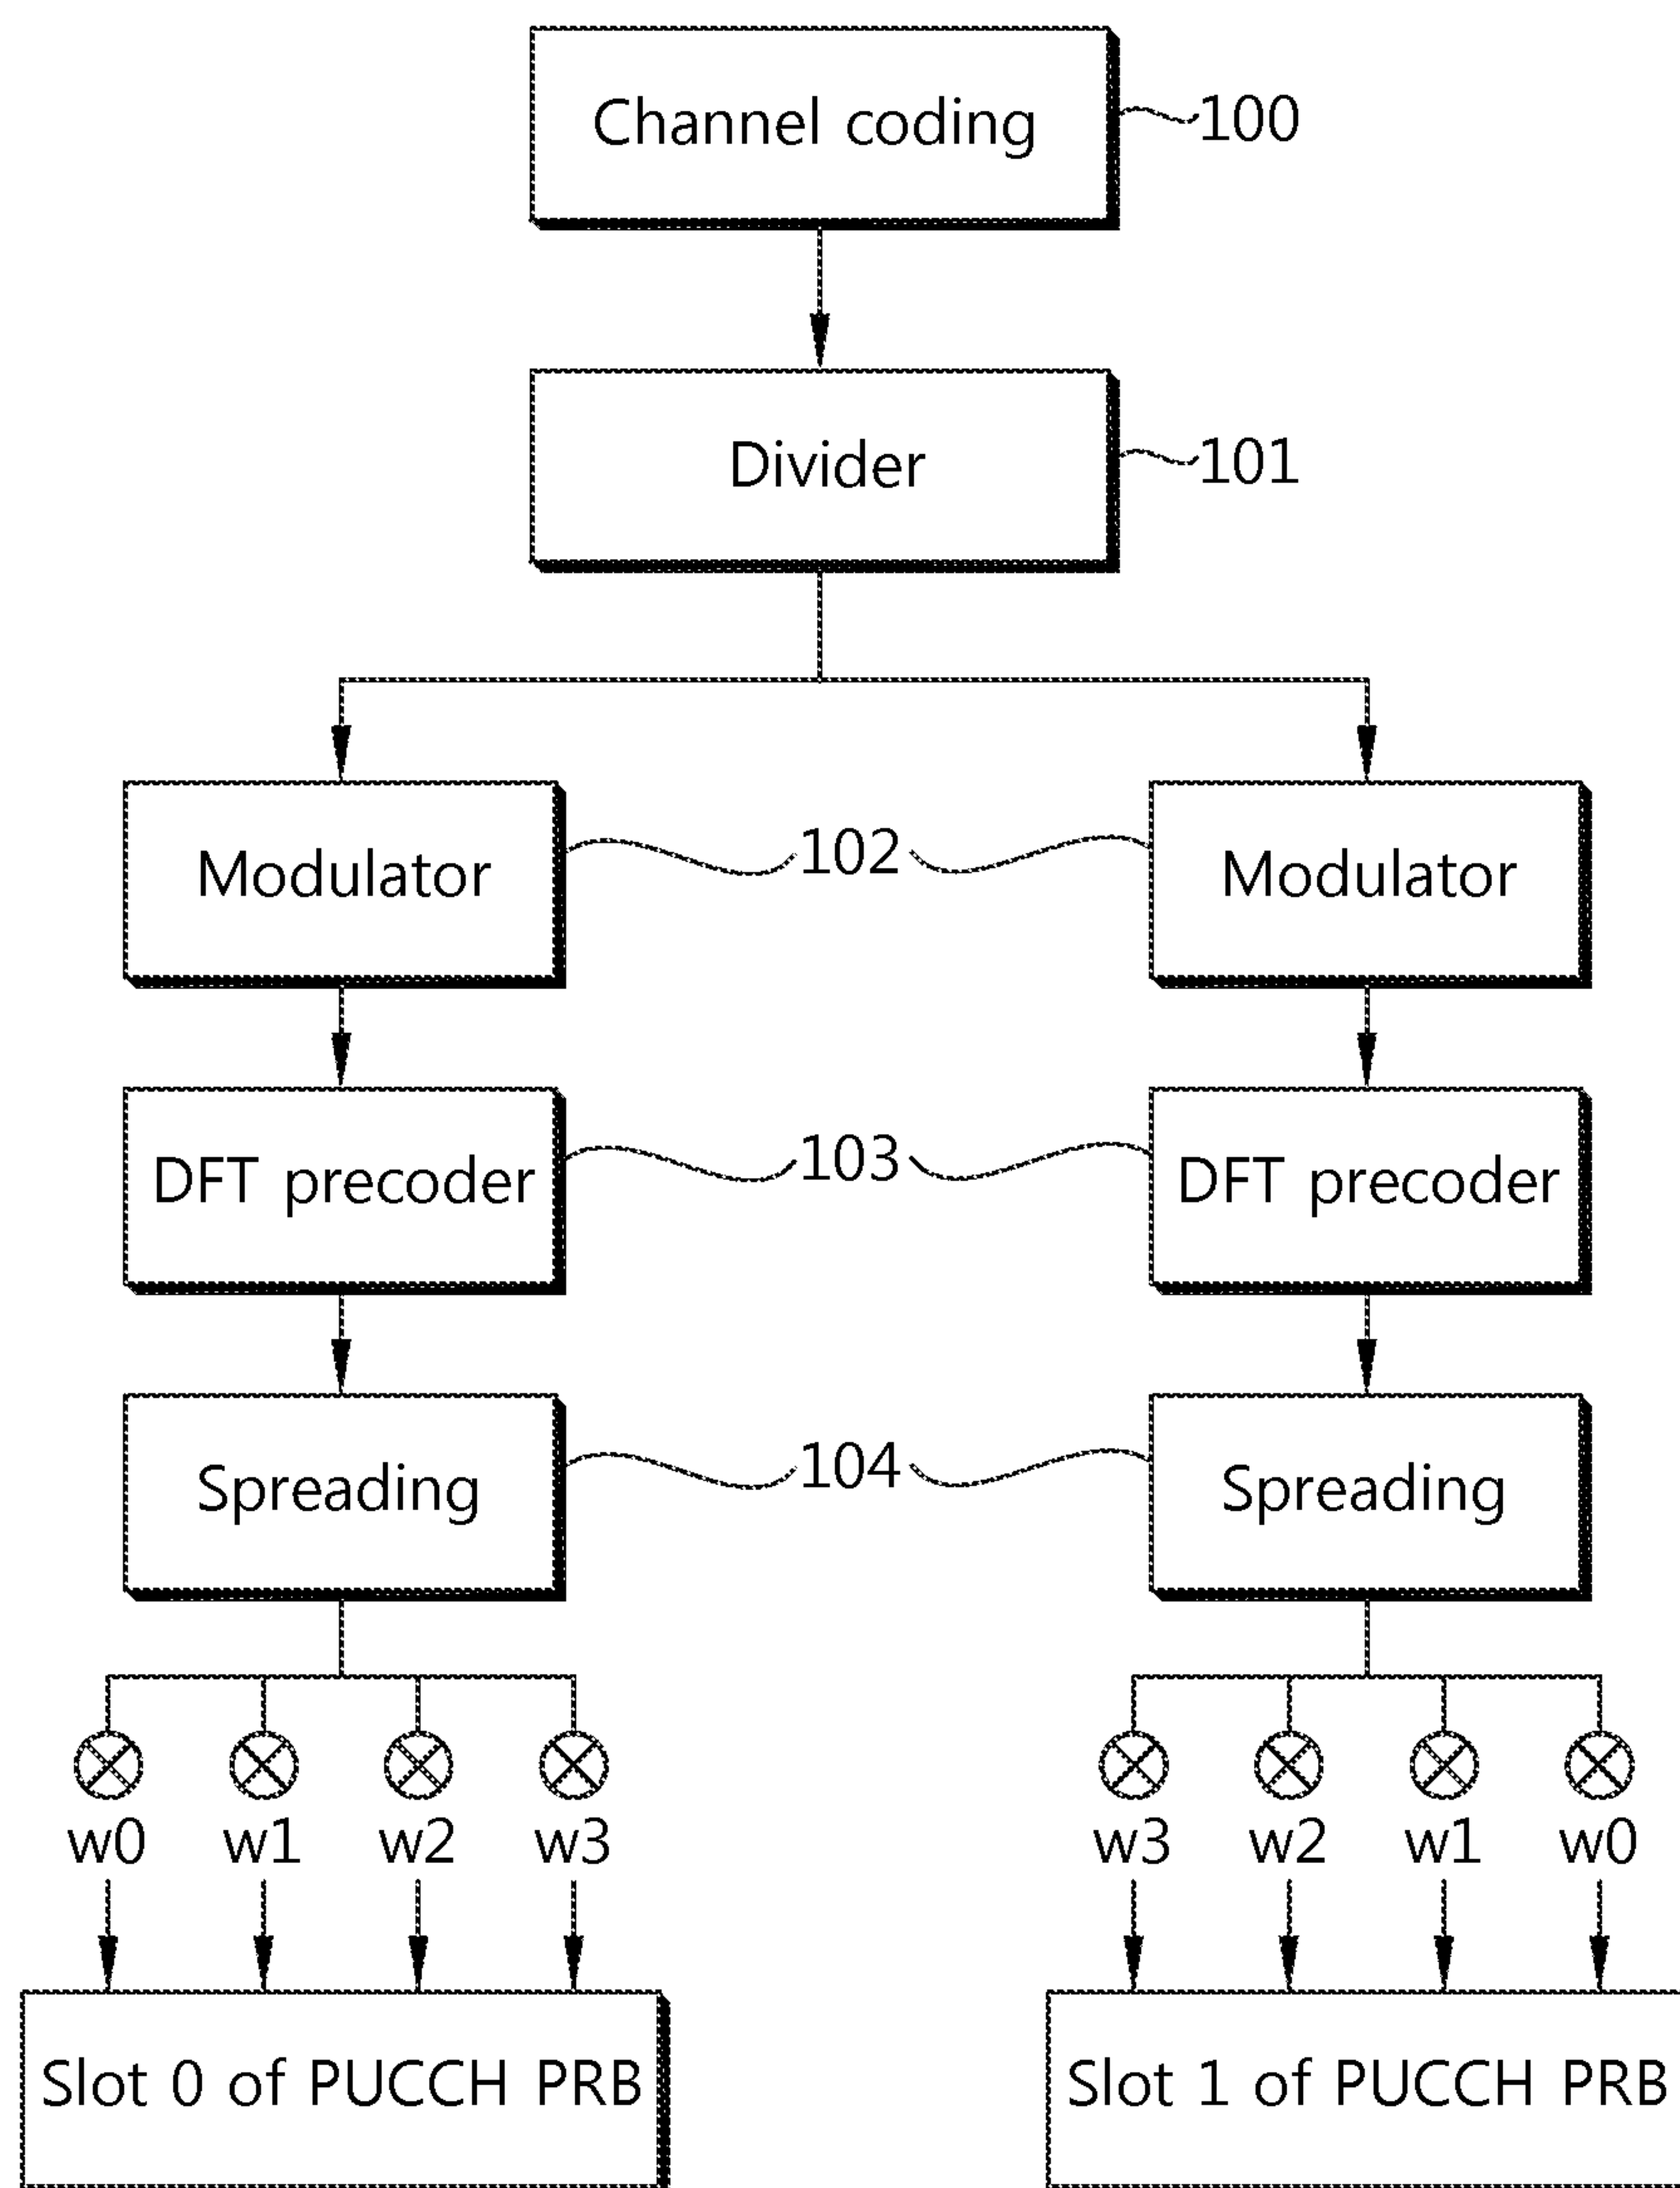 Channel coding 100
Divider 101
Modulator 102 Modulator
DFT precoder 103 DFT precoder
Spreading 104 Spreading
w0 w1 w2 w3 w3 w2 w1 w0
Slot 0 of PUCCH PRB Slot 1 of PUCCH PRB